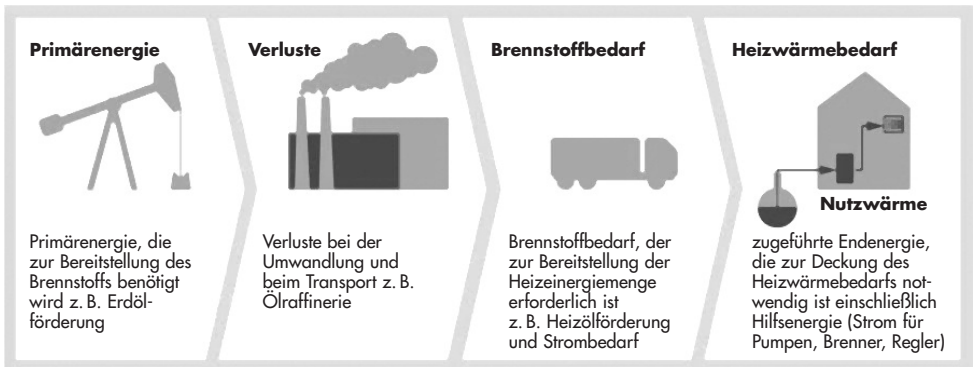 Primärenergie
Primärenergie, die
zur Bereitstellung des
Brennstoffs benötigt
wird z. B. Erdöl-
förderung
Verluste
Verluste bei der
Umwandlung und
beim Transport z. B.
Ölraffinerie
Brennstoffbedarf
Brennstoffbedarf, der
zur Bereitstellung der
Heizeinergiemenge
erforderlich ist
z. B. Heizölförderung
und Strombedarf
Heizwärmebedarf
Nutzwärme
zugeführte Endenergie,
die zur Deckung des
Heizwärmebedarfs not-
wendig ist einschließlich
Hilfsenergie (Strom für
Pumpen, Brenner, Regler)